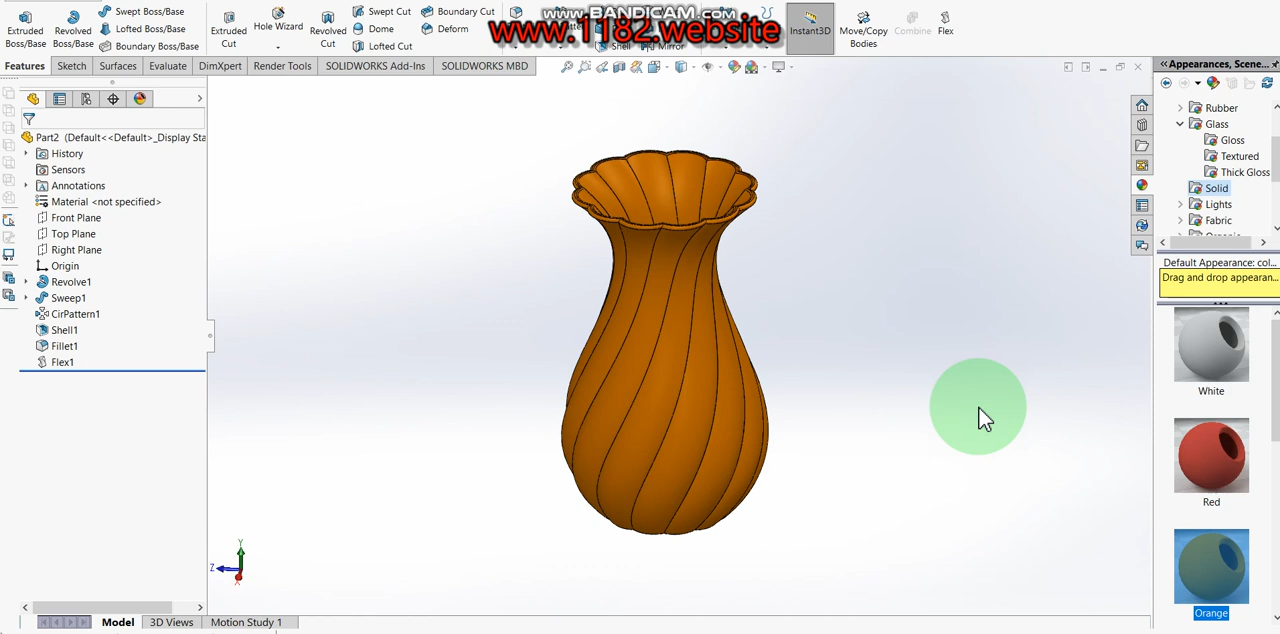 www.BANDICAM.com
www.1182.website
Extruded Boss/Base
Revolved Boss/Base
Swept Boss/Base
Lofted Boss/Base
Boundary Boss/Base
Extruded Cut
Hole Wizard
Revolved Cut
Swept Cut
Dome
Lofted Cut
Boundary Cut
Deform
Shell
Mirror
Instant3D
Move/Copy Bodies
Combine
Flex
Features
Sketch
Surfaces
Evaluate
DimXpert
Render Tools
SOLIDWORKS Add-Ins
SOLIDWORKS MBD
Part2 (Default<<Default>_Display Sta
History
Sensors
Annotations
Material <not specified>
Front Plane
Top Plane
Right Plane
Origin
Revolve1
Sweep1
CirPattern1
Shell1
Fillet1
Flex1
Y
Z
X
Model
3D Views
Motion Study 1
Appearances, Scene...
Rubber
Glass
Gloss
Textured
Thick Gloss
Solid
Lights
Fabric
Default Appearance: col...
Drag and drop appearan...
White
Red
Orange